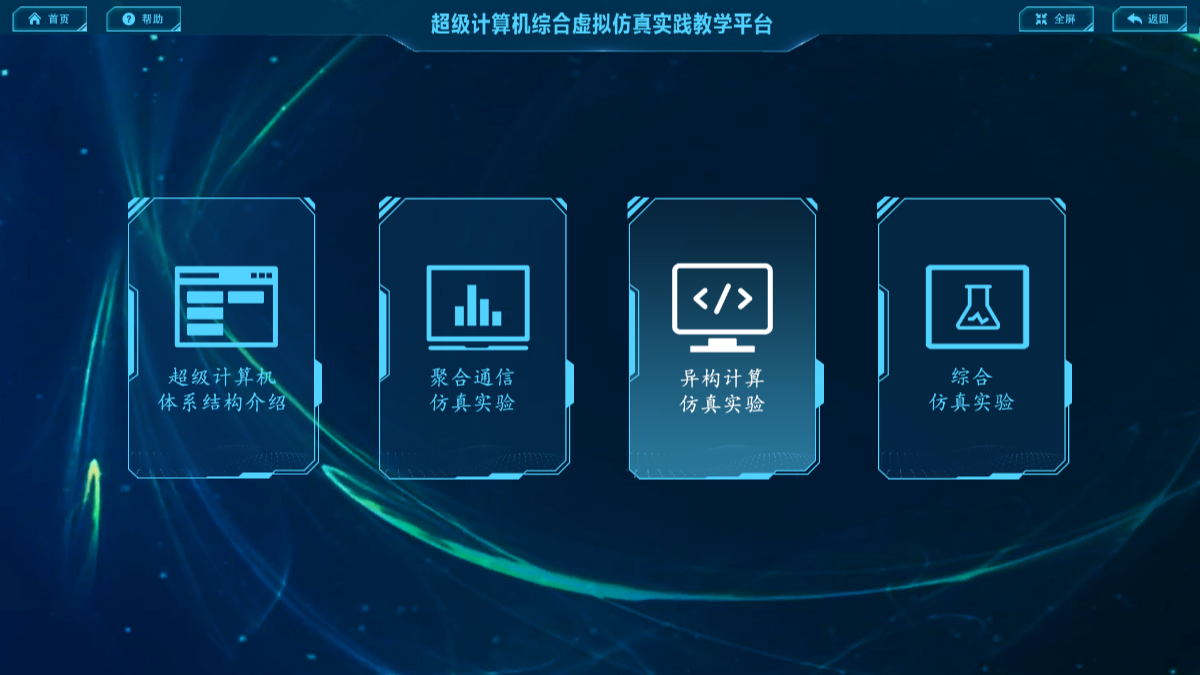 首页
帮助
超级计算机综合虚拟仿真实践教学平台
全屏
返回
超级计算机
体系结构介绍
聚合通信
仿真实验
异构计算
仿真实验
综合
仿真实验